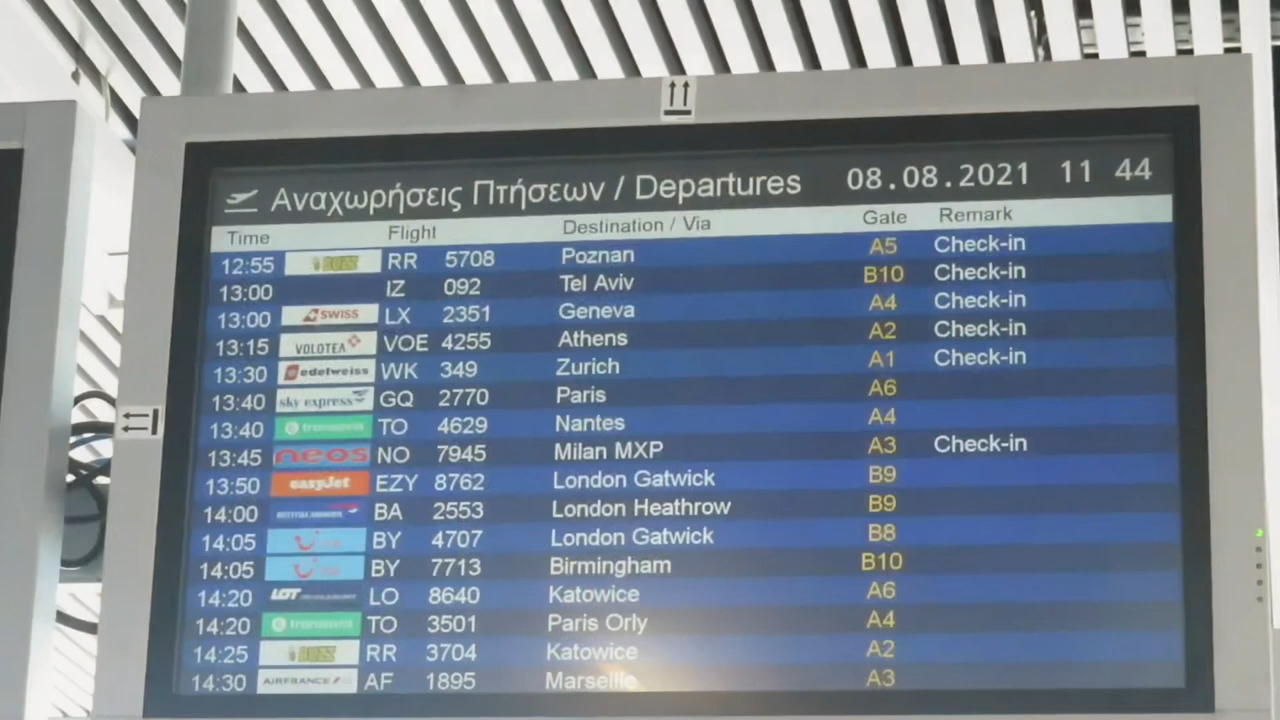 Αναχωρήσεις Πτήσεων / Departures 08.08.2021 11 44
Time Flight Destination / Via Gate Remark
12:55 BUZZ RR 5708 Poznan A5 Check-in
13:00 IZ 092 Tel Aviv B10 Check-in
13:00 SWISS LX 2351 Geneva A4 Check-in
13:15 VOLOTEA VOE 4255 Athens A2 Check-in
13:30 edelweiss WK 349 Zurich A1 Check-in
13:40 sky express GQ 2770 Paris A6
13:40 transavia TO 4629 Nantes A4
13:45 neos NO 7945 Milan MXP A3 Check-in
13:50 easyJet EZY 8762 London Gatwick B9
14:00 BRITISH AIRWAYS BA 2553 London Heathrow B9
14:05 BY 4707 London Gatwick B8
14:05 BY 7713 Birmingham B10
14:20 LOT LO 8640 Katowice A6
14:20 transavia TO 3501 Paris Orly A4
14:25 BUZZ RR 3704 Katowice A2
14:30 AIRFRANCE AF 1895 Marseille A3